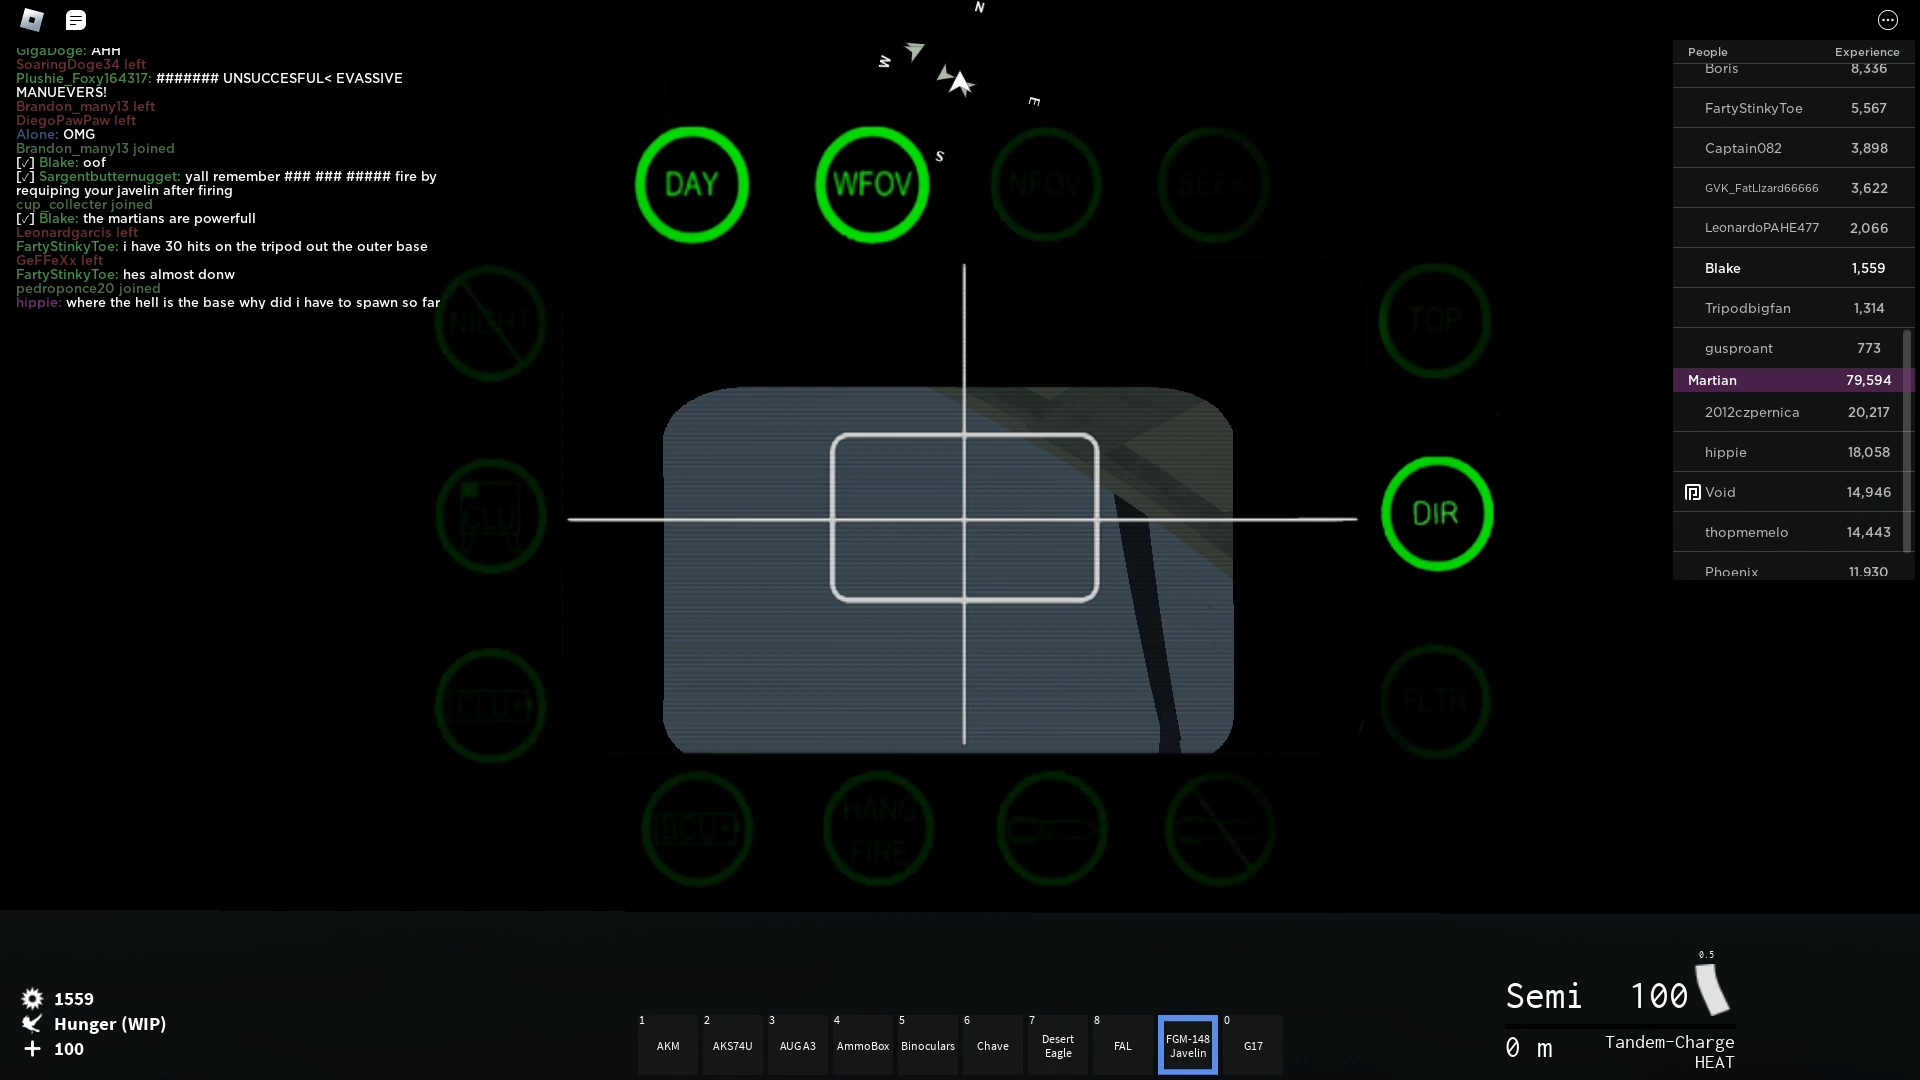 GigaDoge: AHH
SoaringDoge34 left
Plushie_Foxy164317: ####### UNSUCCESFUL< EVASSIVE
MANUEVERS!
Brandon_many13 left
DiegoPawPaw left
Alone: OMG
Brandon_many13 joined
[✓] Blake: oof
[✓] Sargentbutternugget: yall remember ### ### ##### fire by
requiping your javelin after firing
cup_collecter joined
[✓] Blake: the martians are powerfull
Leonardgarcis left
FartyStinkyToe: i have 30 hits on the tripod out the outer base
GeFFeXx left
FartyStinkyToe: hes almost donw
pedroponce20 joined
hippie: where the hell is the base why did i have to spawn so far
N
W
E
S
DAY
WFOV
NFOV
SEEK
NIGHT
TOP
CLU
DIR
CLU+
FLTR
BCU+
HANG
FIRE
People Experience
Boris 8,336
FartyStinkyToe 5,567
Captain082 3,898
GVK_FatLIzard66666 3,622
LeonardoPAHE477 2,066
Blake 1,559
Tripodbigfan 1,314
gusproant 773
Martian 79,594
2012czpernica 20,217
hippie 18,058
Void 14,946
thopmemelo 14,443
Phoenix 11,930
1559
Hunger (WIP)
100
1 AKM
2 AKS74U
3 AUG A3
4 AmmoBox
5 Binoculars
6 Chave
7 Desert Eagle
8 FAL
FGM-148 Javelin
0 G17
0.5
Semi 100
0 m Tandem-Charge
HEAT